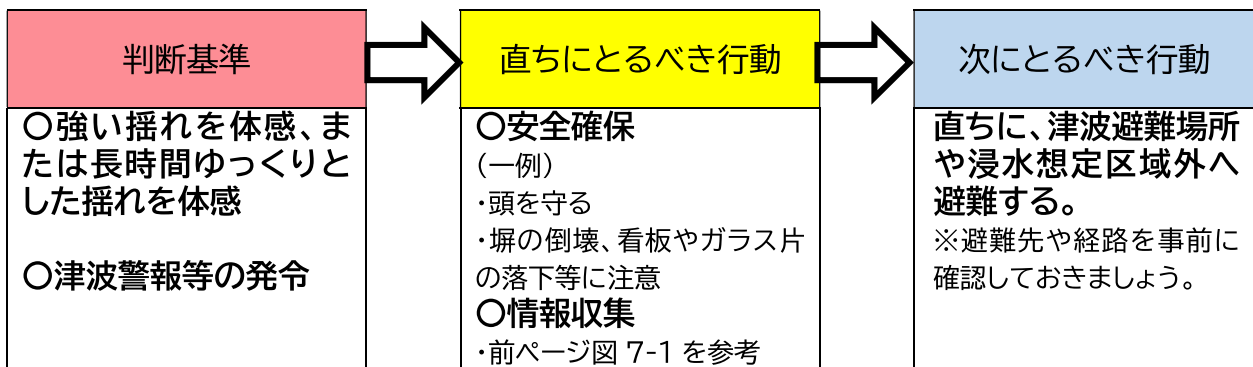 判断基準
〇強い揺れを体感、ま
たは長時間ゆっくりと
した揺れを体感
〇津波警報等の発令
直ちにとるべき行動
〇安全確保
（一例）
・頭を守る
・塀の倒壊、看板やガラス片
の落下等に注意
〇情報収集
・前ページ図 7-1 を参考
次にとるべき行動
直ちに、津波避難場所
や浸水想定区域外へ
避難する。
※避難先や経路を事前に
確認しておきましょう。